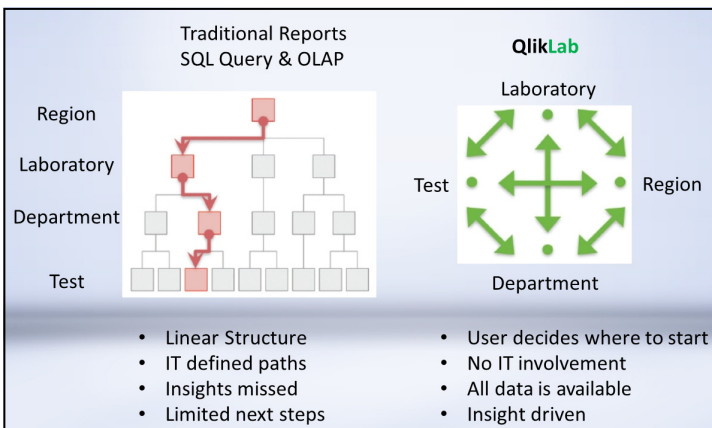 Traditional Reports
SQL Query & OLAP
Region
Laboratory
Department
Test
• Linear Structure
• IT defined paths
• Insights missed
• Limited next steps
QlikLab
Laboratory
Test
Region
Department
• User decides where to start
• No IT involvement
• All data is available
• Insight driven